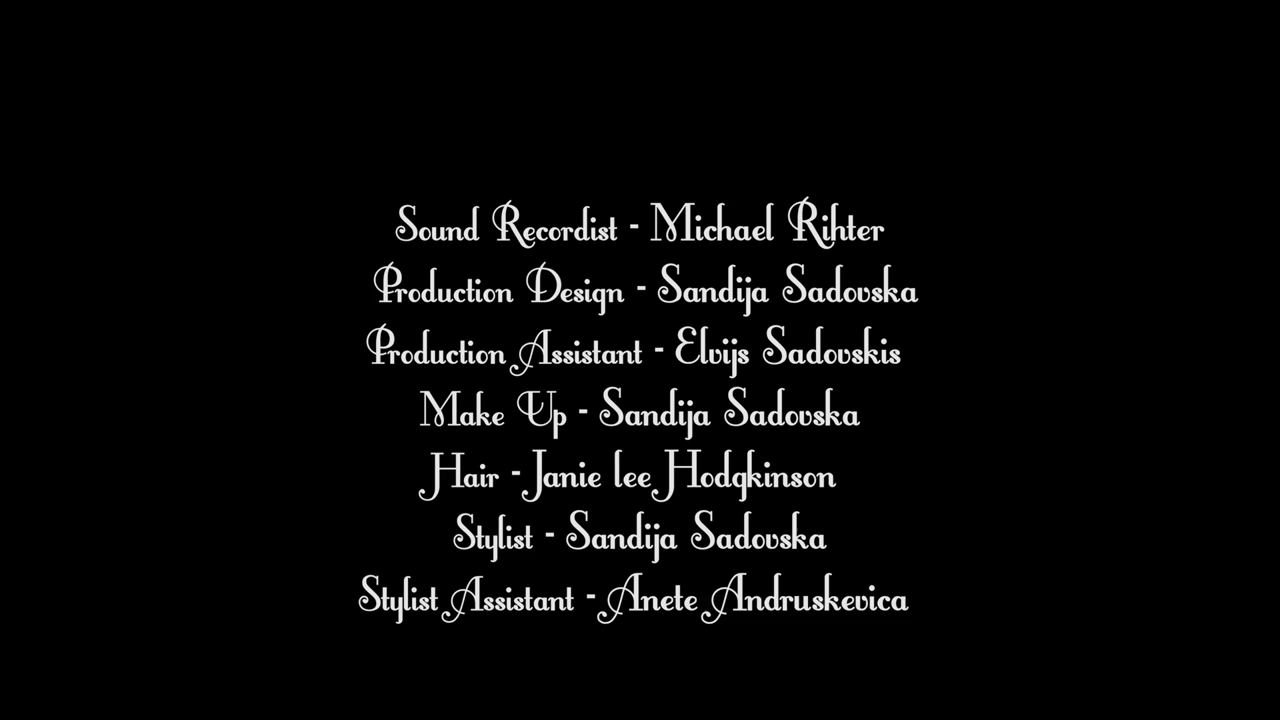 Sound Recordist - Michael Rihter
Production Design - Sandija Sadovska
Production Assistant - Elvijs Sadovskis
Make Up - Sandija Sadovska
Hair - Janie lee Hodgkinson
Stylist - Sandija Sadovska
Stylist Assistant - Anete Andruskevica